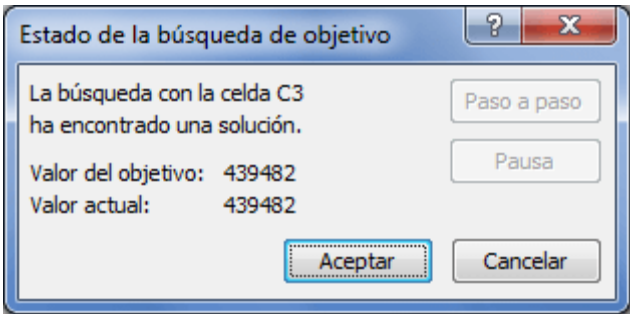 Estado de la búsqueda de objetivo
?
La búsqueda con la celda C3
ha encontrado una solución.
Paso a paso
Pausa
Valor del objetivo: 439482
Valor actual: 439482
Aceptar
Cancelar